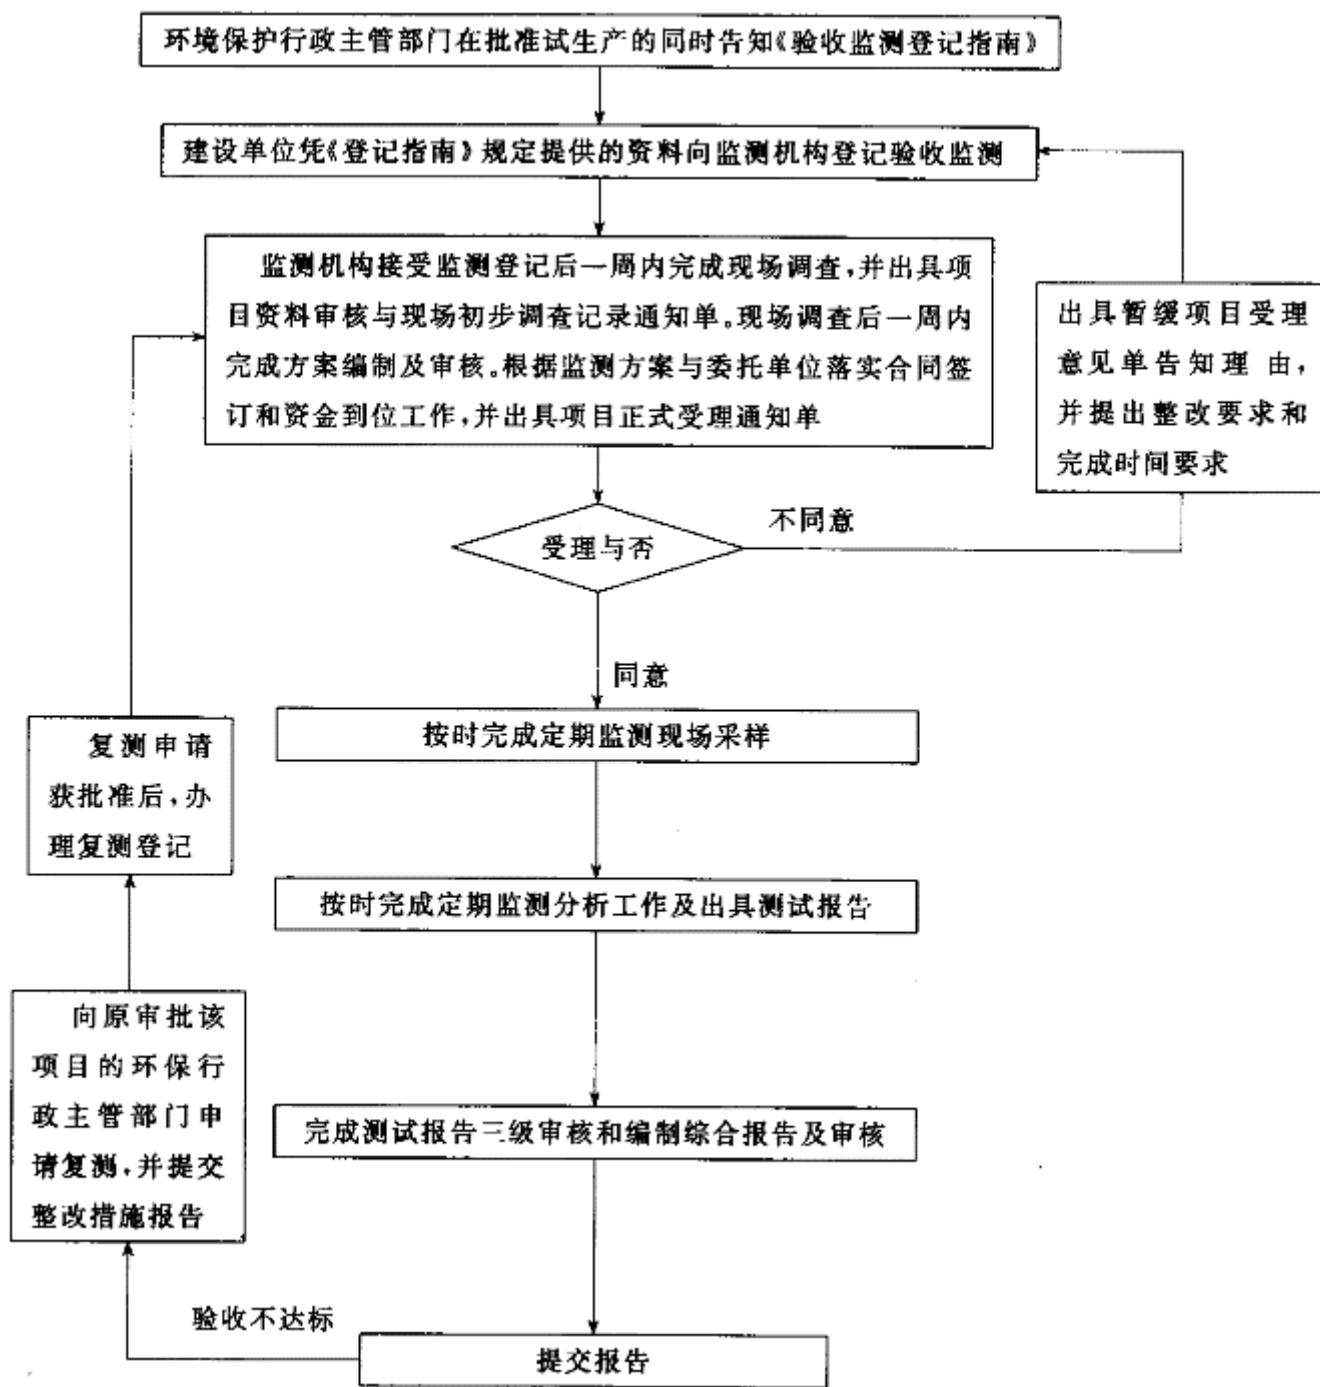 环境保护行政主管部门在批准试生产的同时告知《验收监测登记指南》
建设单位凭《登记指南》规定提供的资料向监测机构登记验收监测
监测机构接受监测登记后一周内完成现场调查,并出具项
目资料审核与现场初步调查记录通知单。现场调查后一周内
完成方案编制及审核。根据监测方案与委托单位落实合同签
订和资金到位工作,并出具项目正式受理通知单
出具暂缓项目受理
意见单告知理由,
并提出整改要求和
完成时间要求
不同意
受理与否
同意
按时完成定期监测现场采样
复测申请
获批准后,办
理复测登记
按时完成定期监测分析工作及出具测试报告
向原审批该
项目的环保行
政主管部门申
请复测,并提交
整改措施报告
完成测试报告三级审核和编制综合报告及审核
验收不达标
提交报告